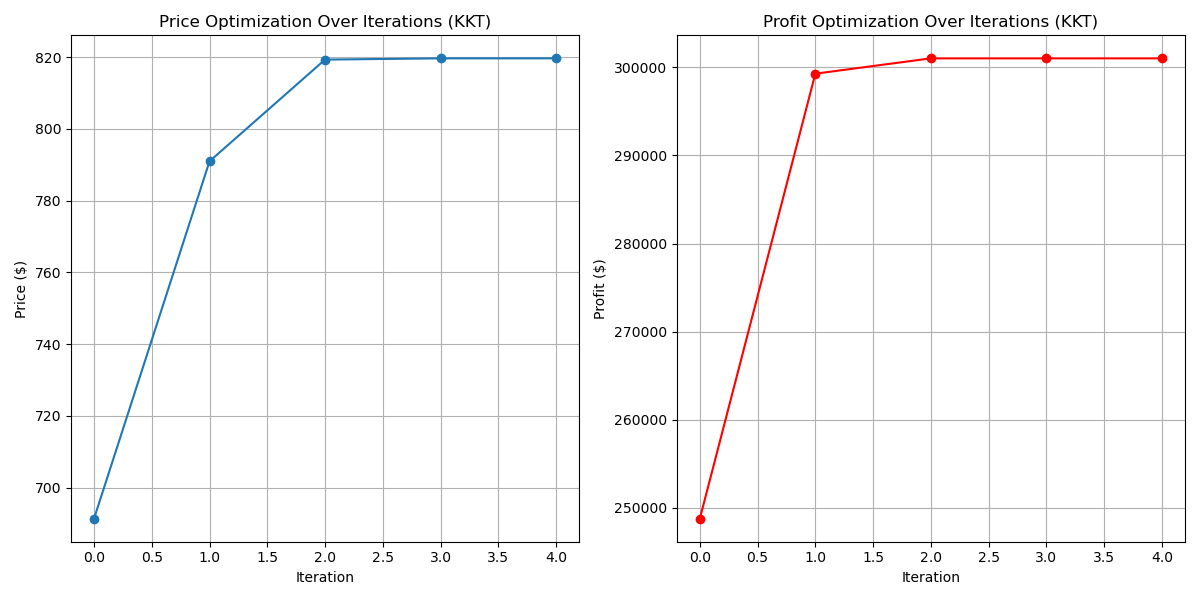 Price Optimization Over Iterations (KKT)
820
800
780
760
740
720
700
Price ($)
0.0 0.5 1.0 1.5 2.0 2.5 3.0 3.5 4.0
Iteration
Profit Optimization Over Iterations (KKT)
300000
290000
280000
270000
260000
250000
Profit ($)
0.0 0.5 1.0 1.5 2.0 2.5 3.0 3.5 4.0
Iteration